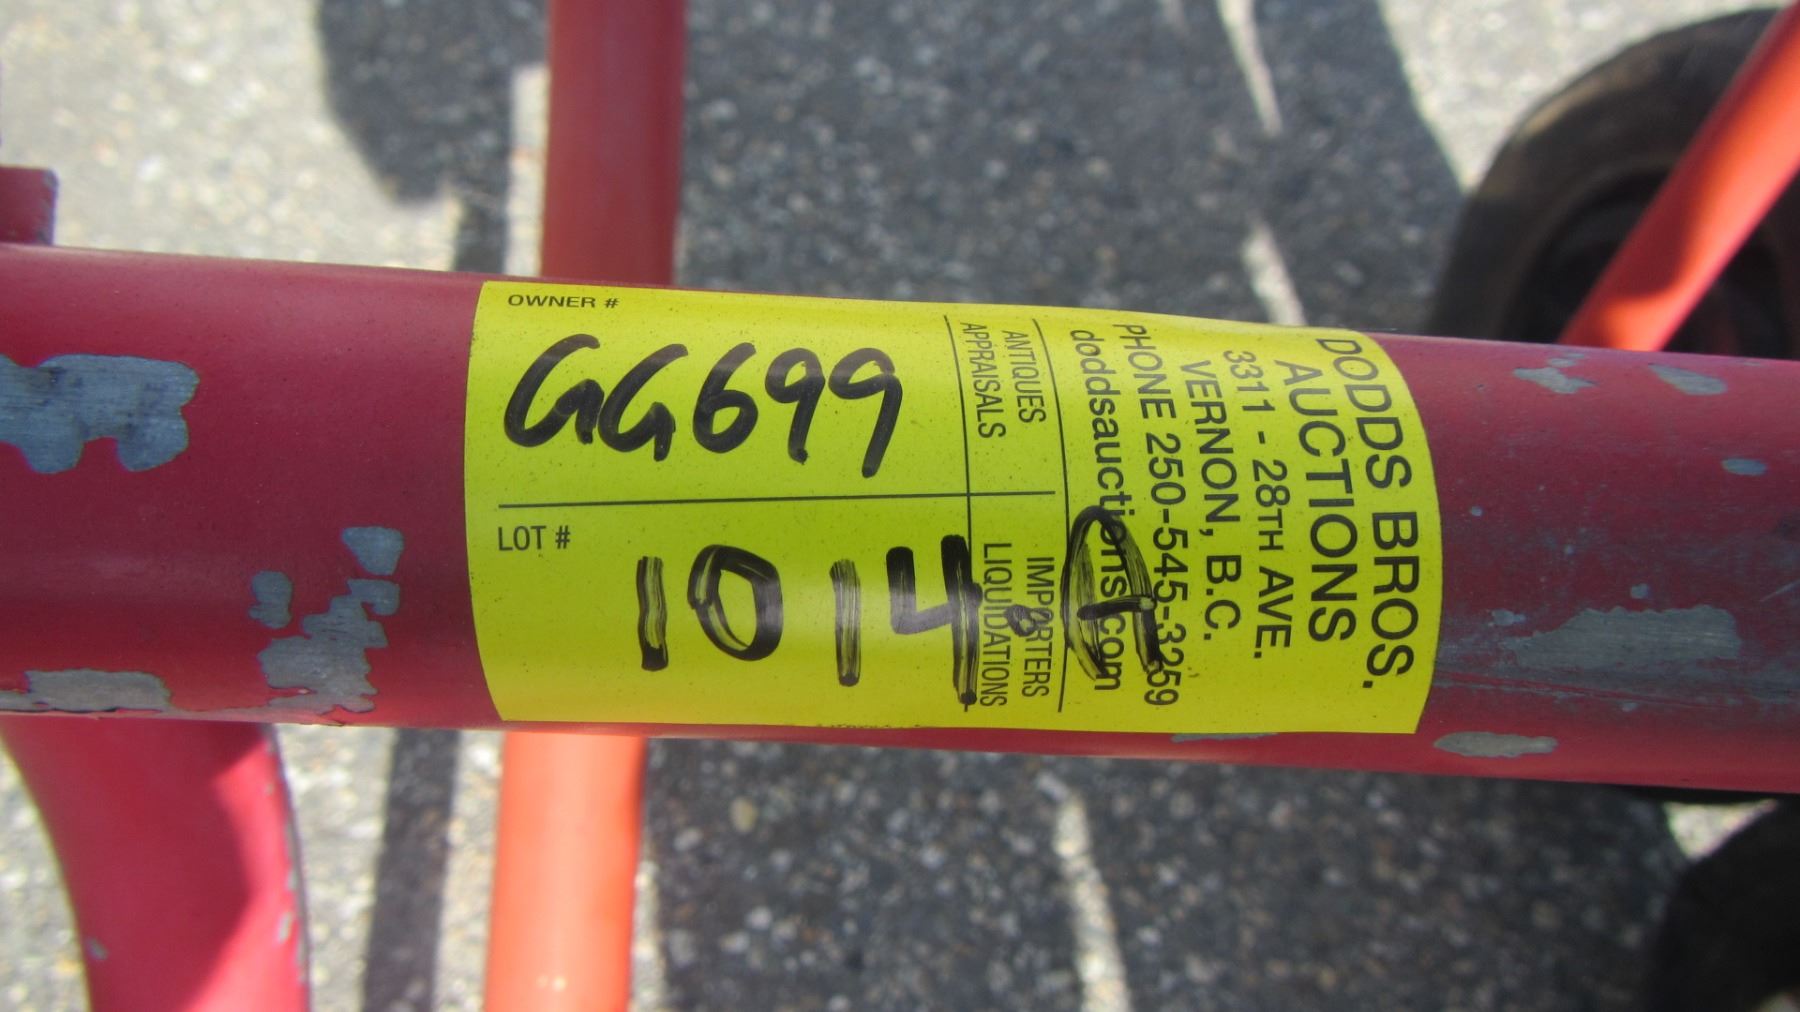 OWNER #
GG699
LOT #
1014.A
ANTIQUES
APPRAISALS
IMPORTERS
LIQUIDATIONS
DODDS BROS.
AUCTIONS
3311 - 28TH AVE.
VERNON, B.C.
PHONE 250-545-3259
doddsauctions.com